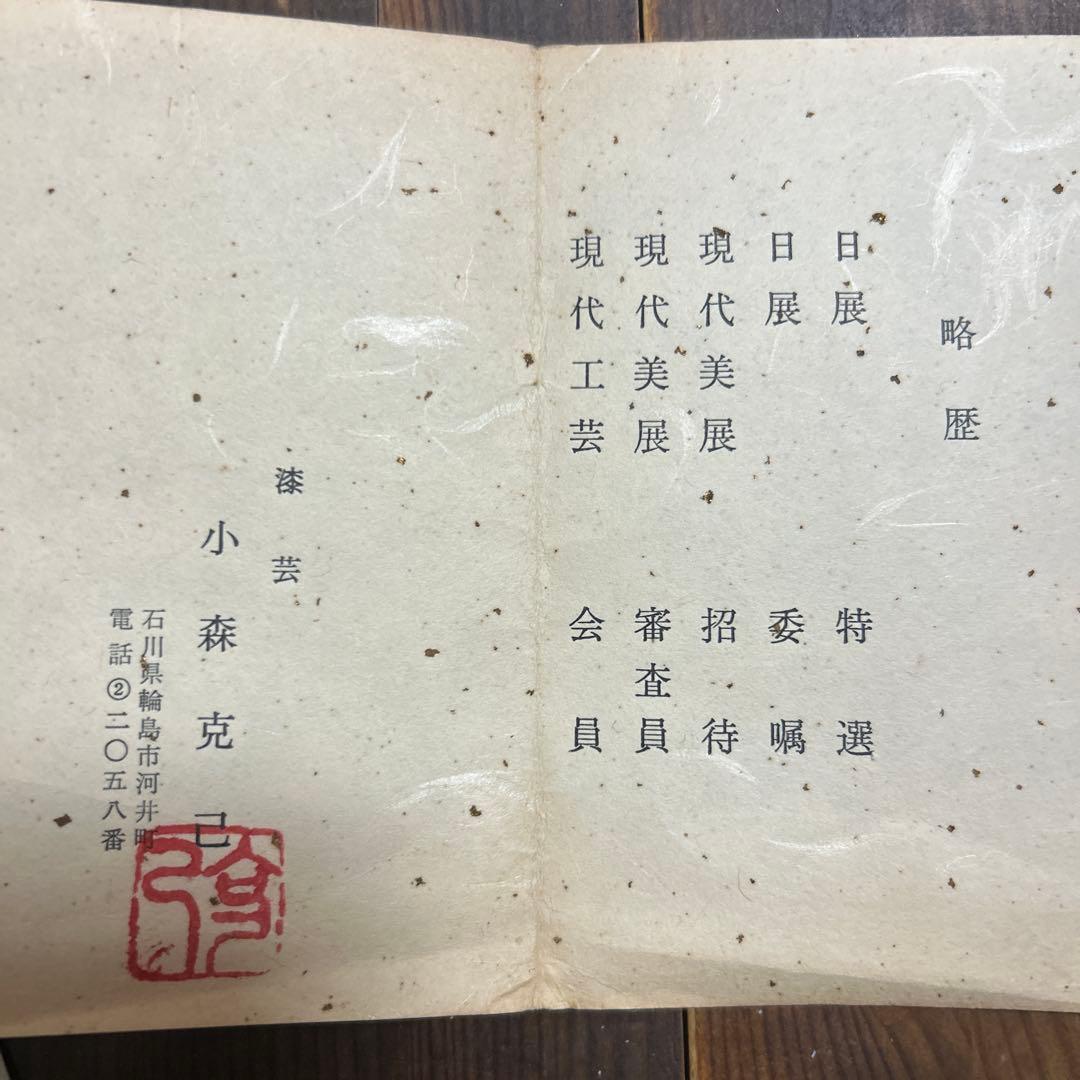 略歴
日展 特選
日展 委嘱
現代美展 招待
現代美展 審査員
現代工芸 会員
漆芸
小森克己
石川県輪島市河井町
電話②二〇五八番
克己